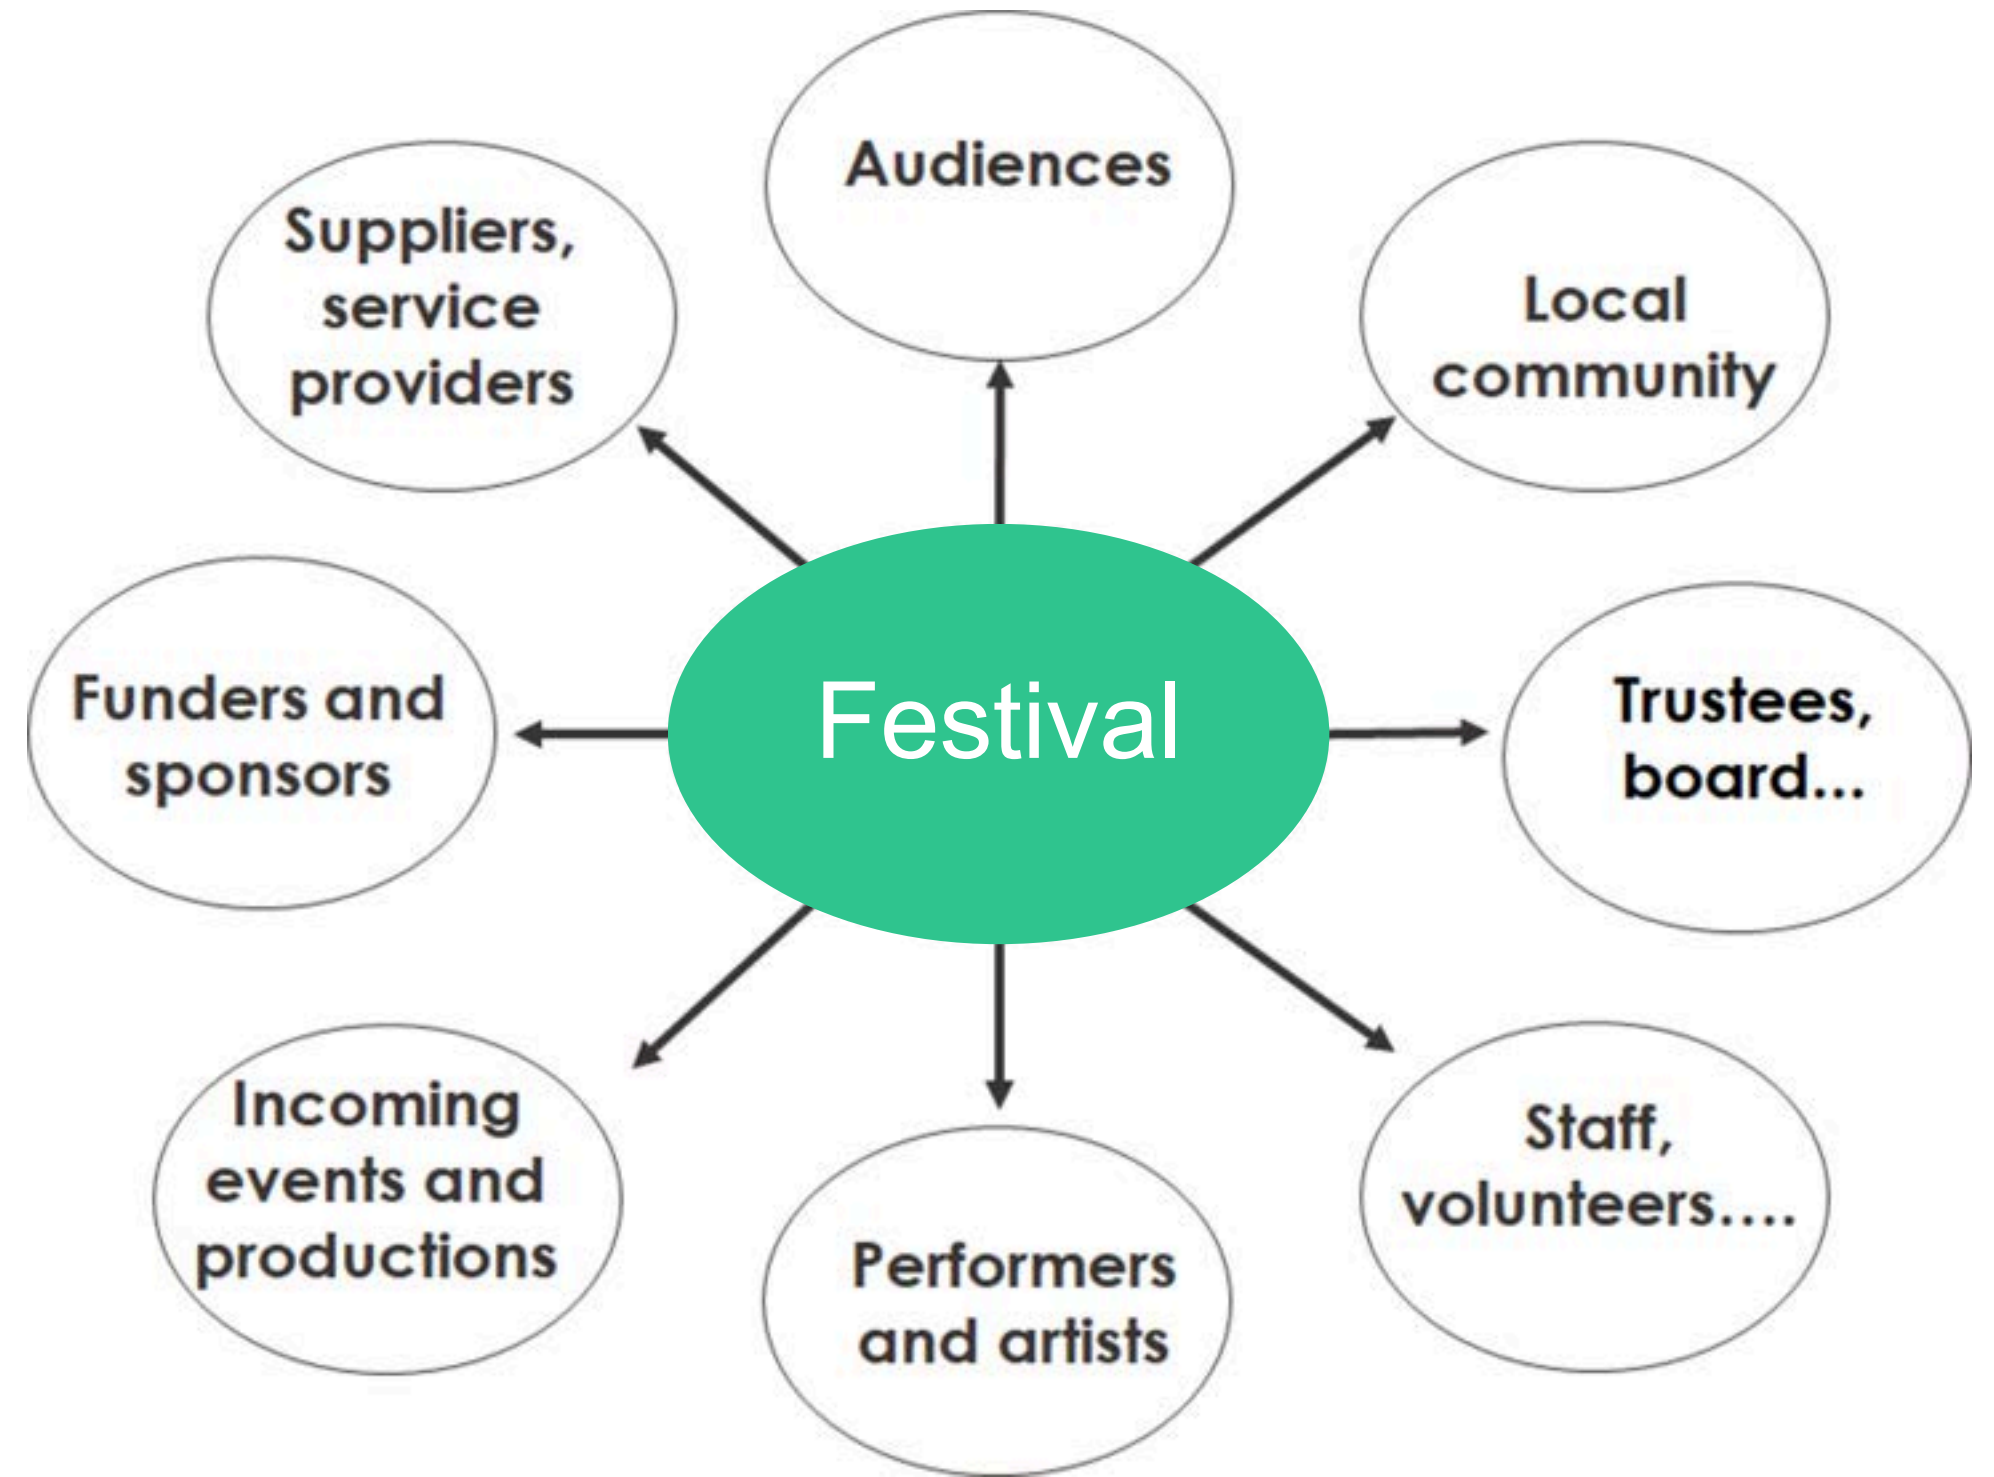 Audiences
Suppliers,
service
providers
Local
community
Funders and
sponsors
Festival
Trustees,
board...
Incoming
events and
productions
Staff,
volunteers....
Performers
and artists